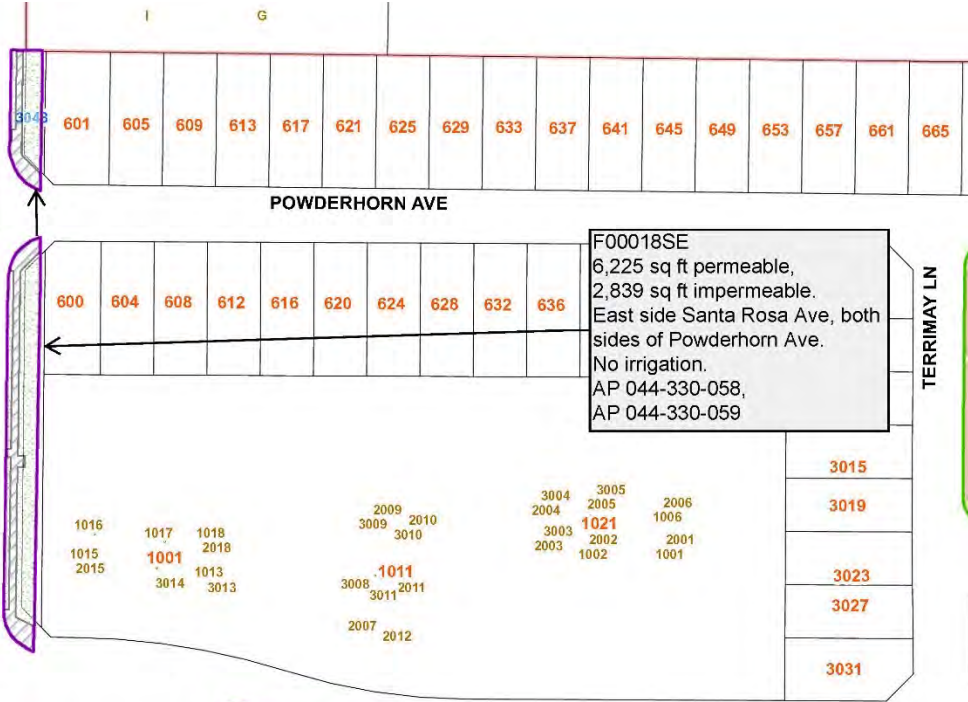 I G
3043 601 605 609 613 617 621 625 629 633 637 641 645 649 653 657 661 665
POWDERHORN AVE
600 604 608 612 616 620 624 628 632 636
F00018SE
6,225 sq ft permeable,
2,839 sq ft impermeable.
East side Santa Rosa Ave, both
sides of Powderhorn Ave.
No irrigation.
AP 044-330-058,
AP 044-330-059
TERRIMAY LN
3015
3019
3023
3027
3031
1016
1015
2015
1017
1001
3014
1018
2018
1013
3013
2009
3009
2010
3010
1011
3008
3011
2011
2007
2012
3004
2004
3003
2003
3005
2005
1021
2002
1002
2006
1006
2001
1001